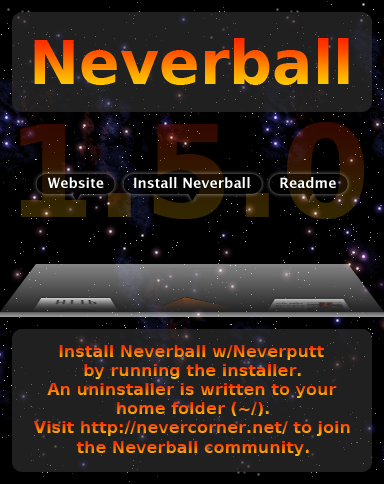 Neverball
1.5.0
Website
Install Neverball
Readme
Install Neverball w/Neverputt
by running the installer.
An uninstaller is written to your
home folder (~/).
Visit http://nevercorner.net/ to join
the Neverball community.